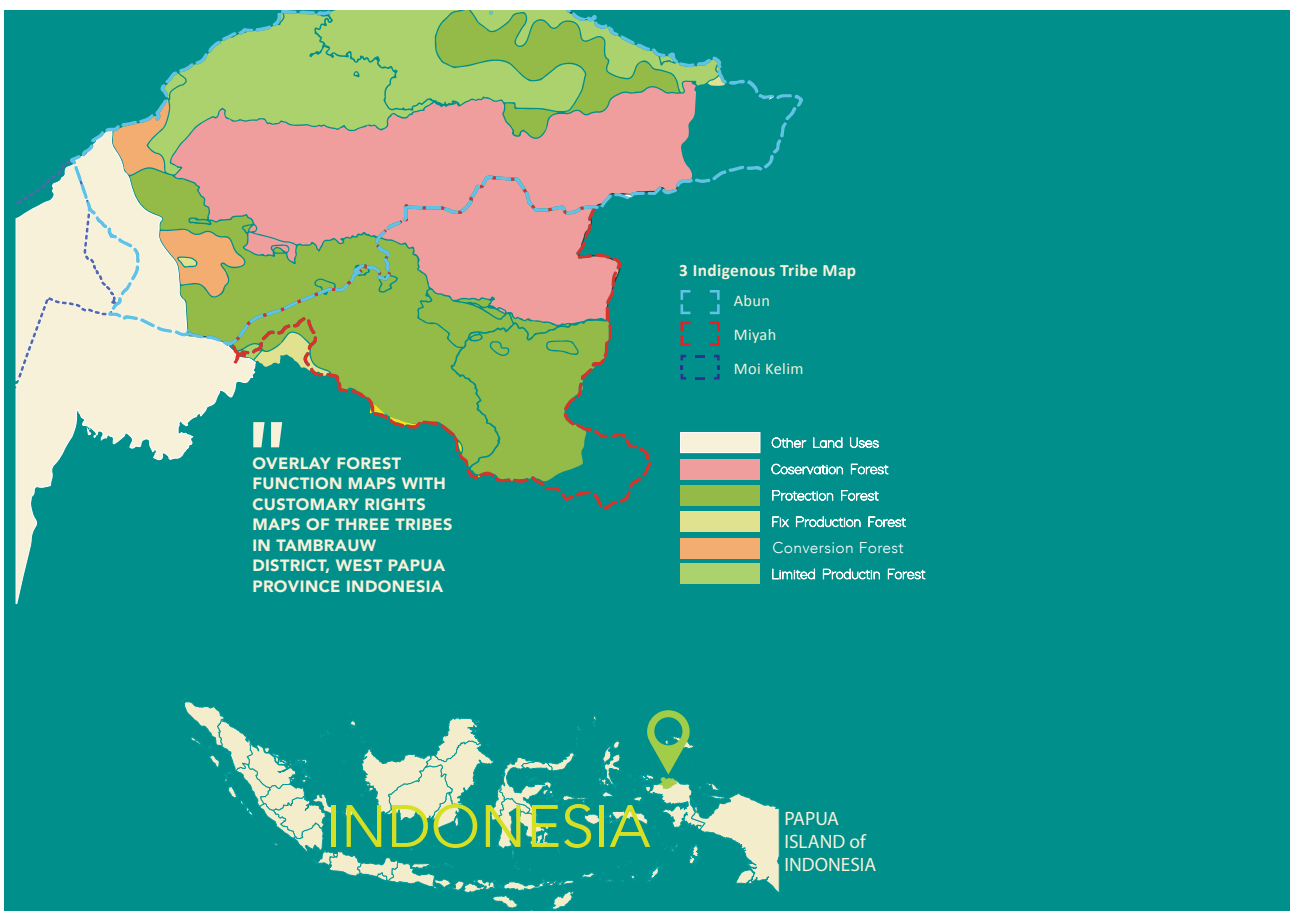 3 Indigenous Tribe Map
Abun
Miyah
Moi Kelim
"
OVERLAY FOREST
FUNCTION MAPS WITH
CUSTOMARY RIGHTS
MAPS OF THREE TRIBES
IN TAMBRAUW
DISTRICT, WEST PAPUA
PROVINCE INDONESIA
Other Land Uses
Coservation Forest
Protection Forest
Fix Production Forest
Conversion Forest
Limited Productin Forest
INDONESIA
PAPUA
ISLAND of
INDONESIA